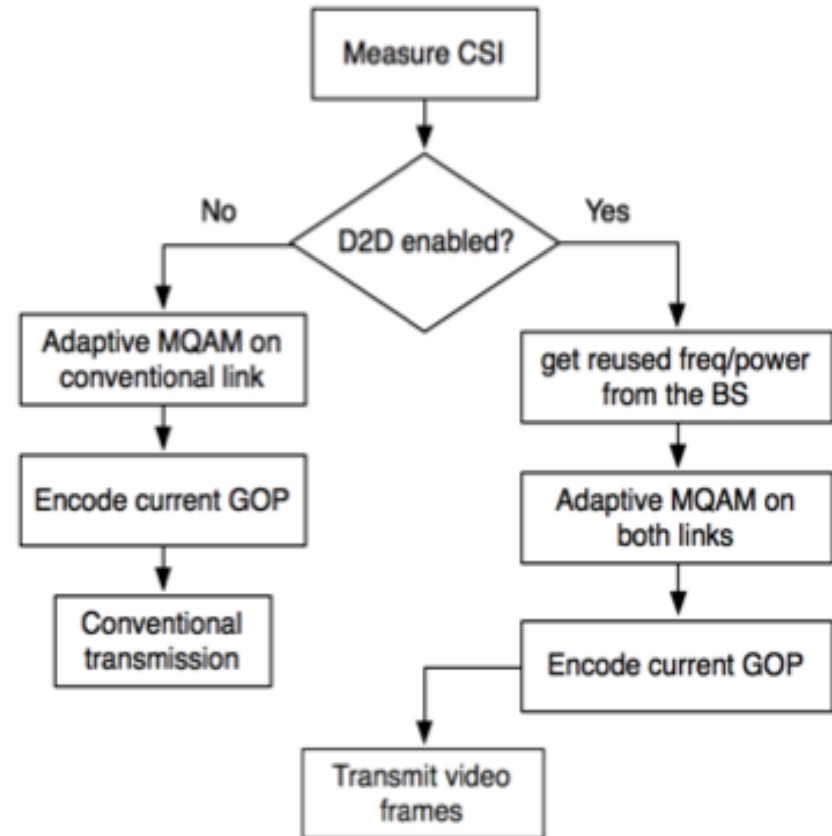 Measure CSI
No
Yes
D2D enabled?
Adaptive MQAM on
conventional link
get reused freq/power
from the BS
Encode current GOP
Adaptive MQAM on
both links
Conventional
transmission
Encode current GOP
Transmit video
frames